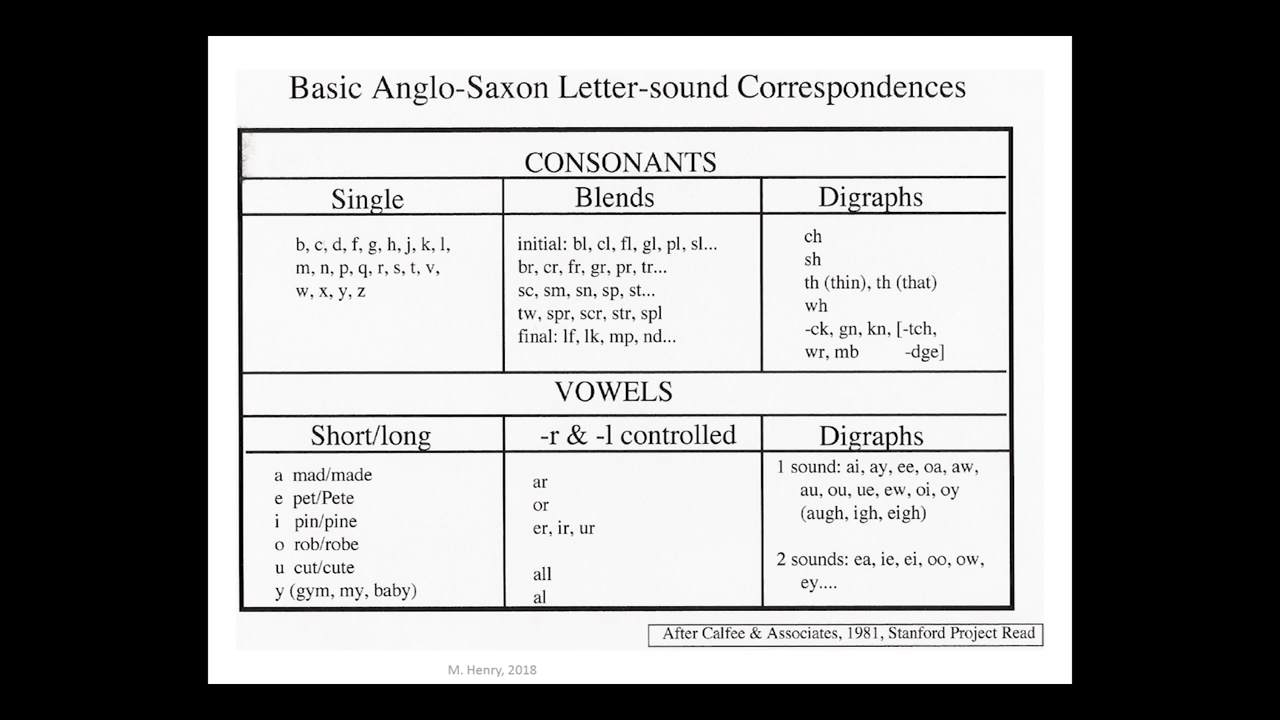 Basic Anglo-Saxon Letter-sound Correspondences
CONSONANTS
Single
b, c, d, f, g, h, j, k, l,
m, n, p, q, r, s, t, v,
w, x, y, z
Blends
initial: bl, cl, fl, gl, pl, sl...
br, cr, fr, gr, pr, tr...
sc, sm, sn, sp, st...
tw, spr, scr, str, spl
final: lf, lk, mp, nd...
Digraphs
ch
sh
th (thin), th (that)
wh
-ck, gn, kn, [-tch,
wr, mb -dge]
VOWELS
Short/long
a mad/made
e pet/Pete
i pin/pine
o rob/robe
u cut/cute
y (gym, my, baby)
-r & -l controlled
ar
or
er, ir, ur
all
al
Digraphs
1 sound: ai, ay, ee, oa, aw,
au, ou, ue, ew, oi, oy
(augh, igh, eigh)
2 sounds: ea, ie, ei, oo, ow,
ey....
After Calfee & Associates, 1981, Stanford Project Read
M. Henry, 2018